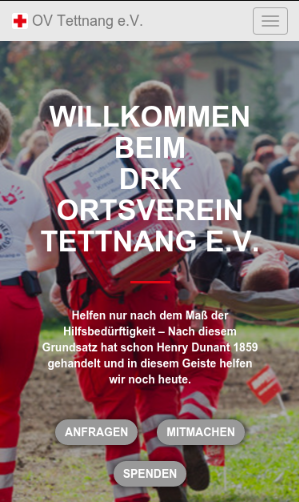 OV Tettnang e.V.
WILLKOMMEN
BEIM
DRK
ORTSVEREIN
TETTNANG E.V.
Helfen nur nach dem Maß der
Hilfsbedürftigkeit – Nach diesem
Grundsatz hat schon Henry Dunant 1859
gehandelt und in diesem Geiste helfen
wir noch heute.
ANFRAGEN
MITMACHEN
SPENDEN